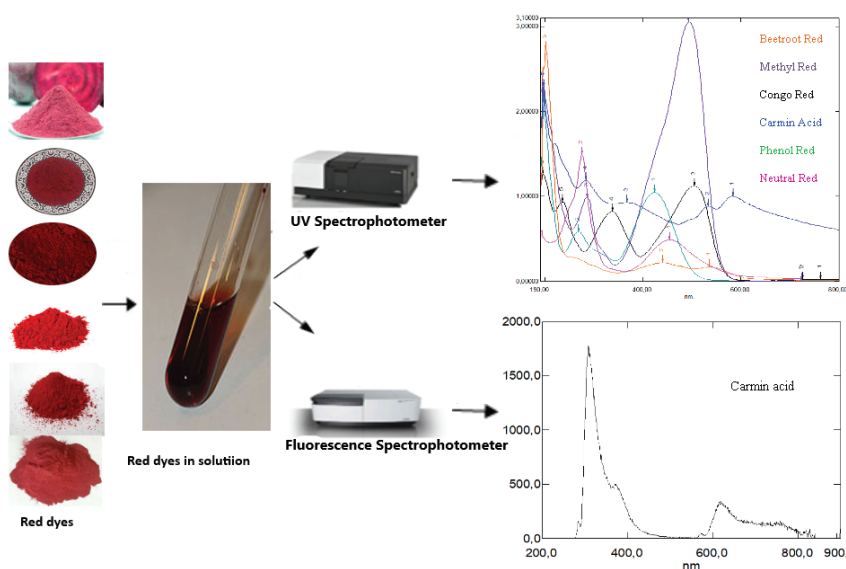 Red dyes
Red dyes in solutiion
UV Spectrophotometer
Fluorescence Spectrophotometer
3,10000
3,00000
2,00000
1,00000
0,00000
190,00
400,00
600,00
800,0
nm.
Beetroot Red
Methyl Red
Congo Red
Carmin Acid
Phenol Red
Neutral Red
2000,0
1500,0
1000,0
500,0
0,0
200,0
400,0
600,0
800,0
900,
nm
Carmin acid